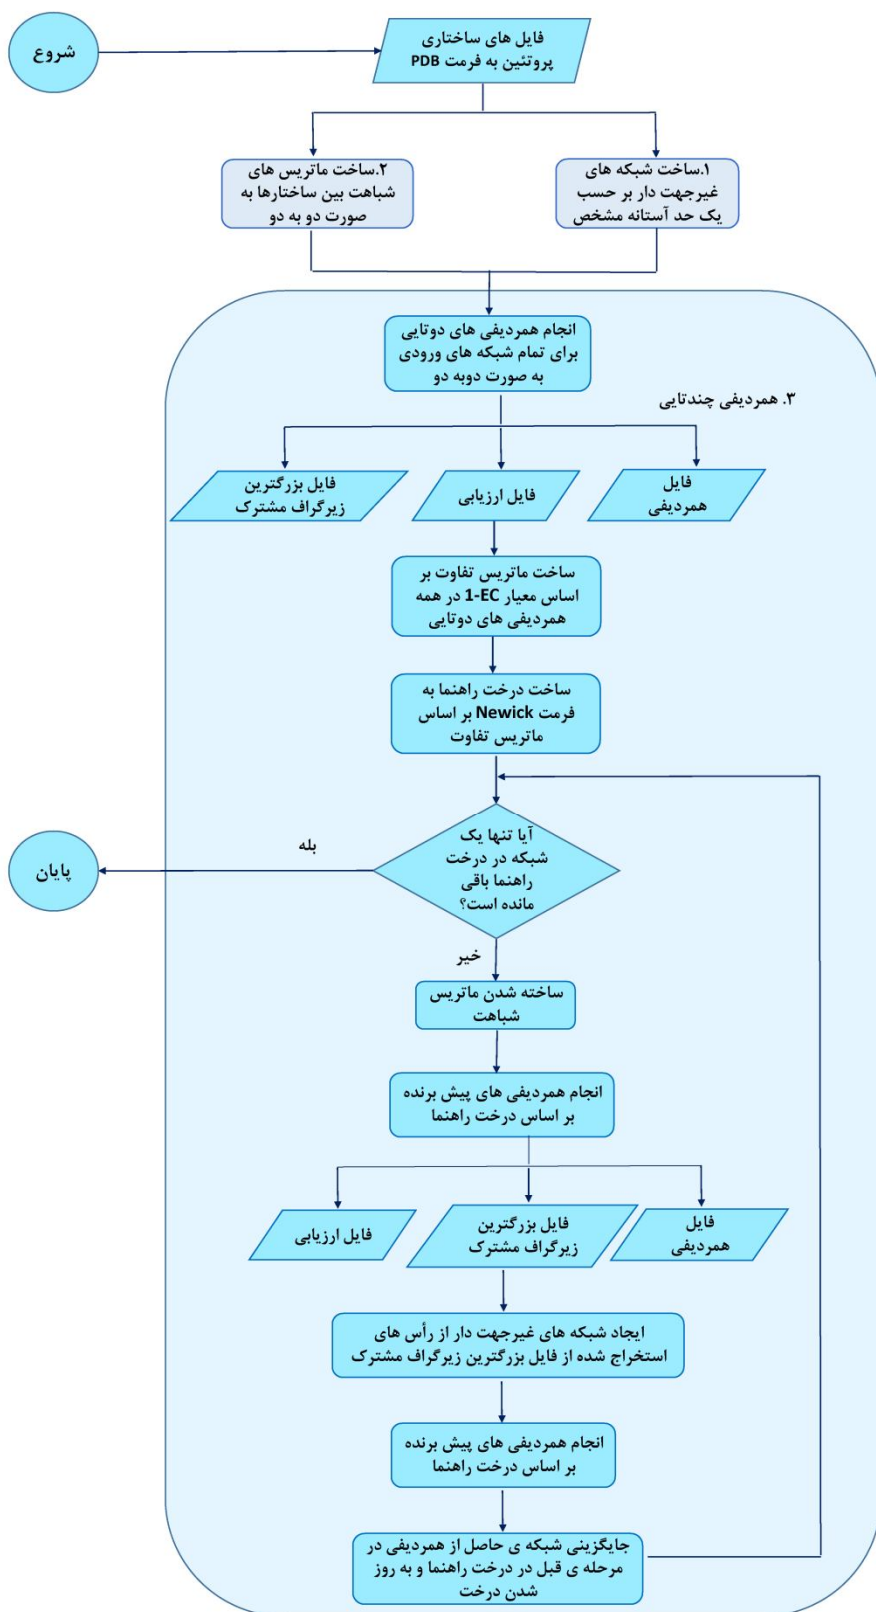 شروع
فایل های ساختاری
پروتئین به فرمت PDB
۱.ساخت شبکه های
غیرجهت دار بر حسب
یک حد آستانه مشخص
۲.ساخت ماتریس های
شباهت بین ساختارها به
صورت دو به دو
انجام همردیفی های دوتایی
برای تمام شبکه های ورودی
به صورت دوبه دو
۳. همردیفی چندتایی
فایل
همردیفی
فایل ارزیابی
فایل بزرگترین
زیرگراف مشترک
ساخت ماتریس تفاوت بر
اساس معیار 1-EC در همه
همردیفی های دوتایی
ساخت درخت راهنما به
فرمت Newick بر اساس
ماتریس تفاوت
آیا تنها یک
شبکه در درخت
راهنما باقی
مانده است؟
بله
پایان
خیر
ساخته شدن ماتریس
شباهت
انجام همردیفی های پیش برنده
بر اساس درخت راهنما
فایل
همردیفی
فایل بزرگترین
زیرگراف مشترک
فایل ارزیابی
ایجاد شبکه های غیرجهت دار از رأس های
استخراج شده از فایل بزرگترین زیرگراف مشترک
انجام همردیفی های پیش برنده
بر اساس درخت راهنما
جایگزینی شبکه ی حاصل از همردیفی در
مرحله ی قبل در درخت راهنما و به روز
شدن درخت